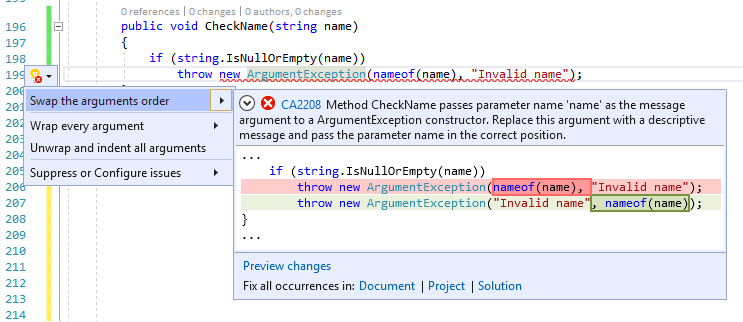 195
0 references | 0 changes | 0 authors, 0 changes
196 public void CheckName(string name)
197 {
198 if (string.IsNullOrEmpty(name))
199 throw new ArgumentException(nameof(name), "Invalid name");
200
Swap the arguments order
Wrap every argument
Unwrap and indent all arguments
Suppress or Configure issues
CA2208 Method CheckName passes parameter name 'name' as the message
argument to a ArgumentException constructor. Replace this argument with a descriptive
message and pass the parameter name in the correct position.
...
if (string.IsNullOrEmpty(name))
throw new ArgumentException(nameof(name), "Invalid name");
throw new ArgumentException("Invalid name", nameof(name));
}
...
Preview changes
Fix all occurrences in: Document | Project | Solution
201
202
203
204
205
206
207
208
209
210
211
212
213
214